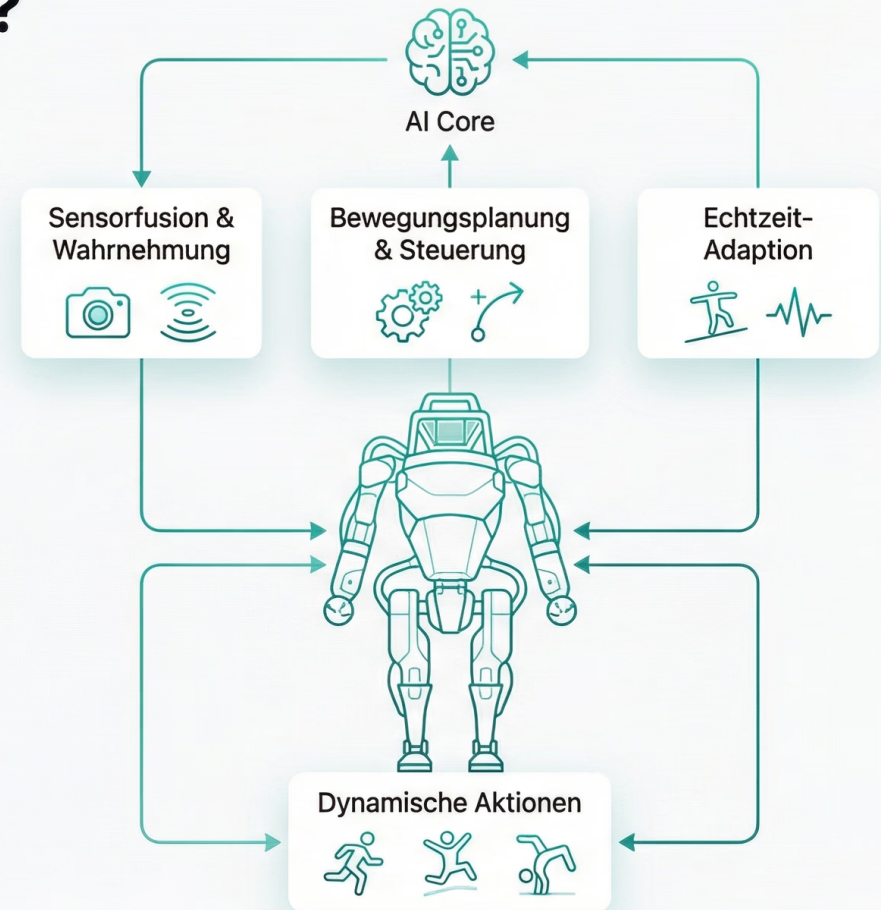 ?
AI Core
Sensorfusion &
Wahrnehmung
Bewegungsplanung
& Steuerung
Echtzeit-
Adaption
Dynamische Aktionen